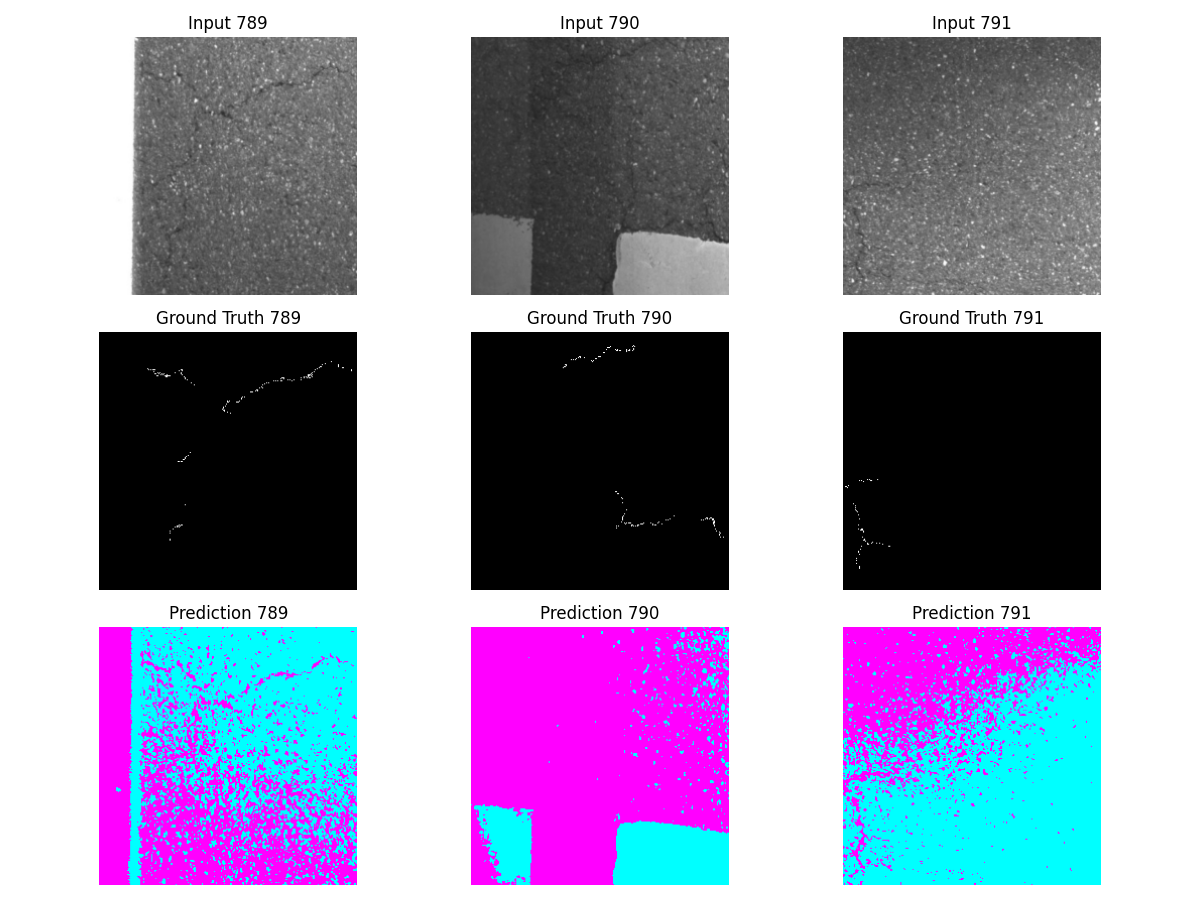 Input 789
Input 790
Input 791
Ground Truth 789
Ground Truth 790
Ground Truth 791
Prediction 789
Prediction 790
Prediction 791